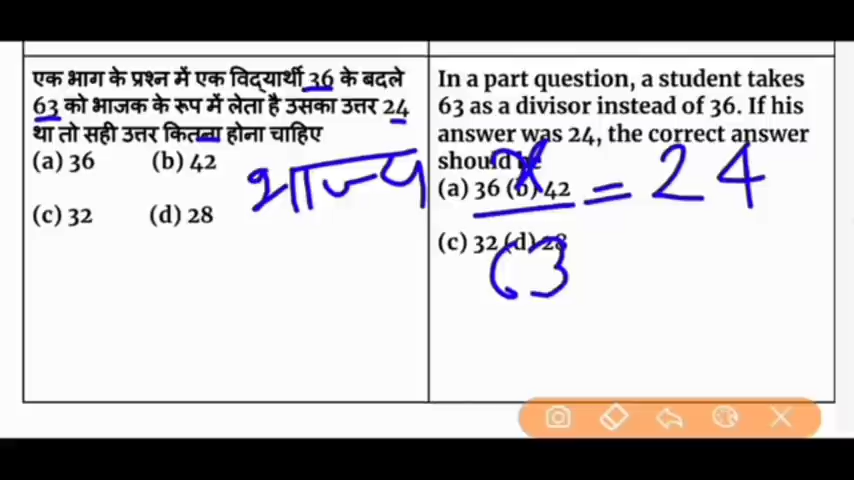 एक भाग के प्रश्न में एक विद्यार्थी 36 के बदले
63 को भाजक के रूप में लेता है उसका उत्तर 24
था तो सही उत्तर कितना होना चाहिए
(a) 36 (b) 42
(c) 32 (d) 28
भाज्य
In a part question, a student takes
63 as a divisor instead of 36. If his
answer was 24, the correct answer
should be
(a) 36 (b) 42
(c) 32 (d) 28
x
= 24
63